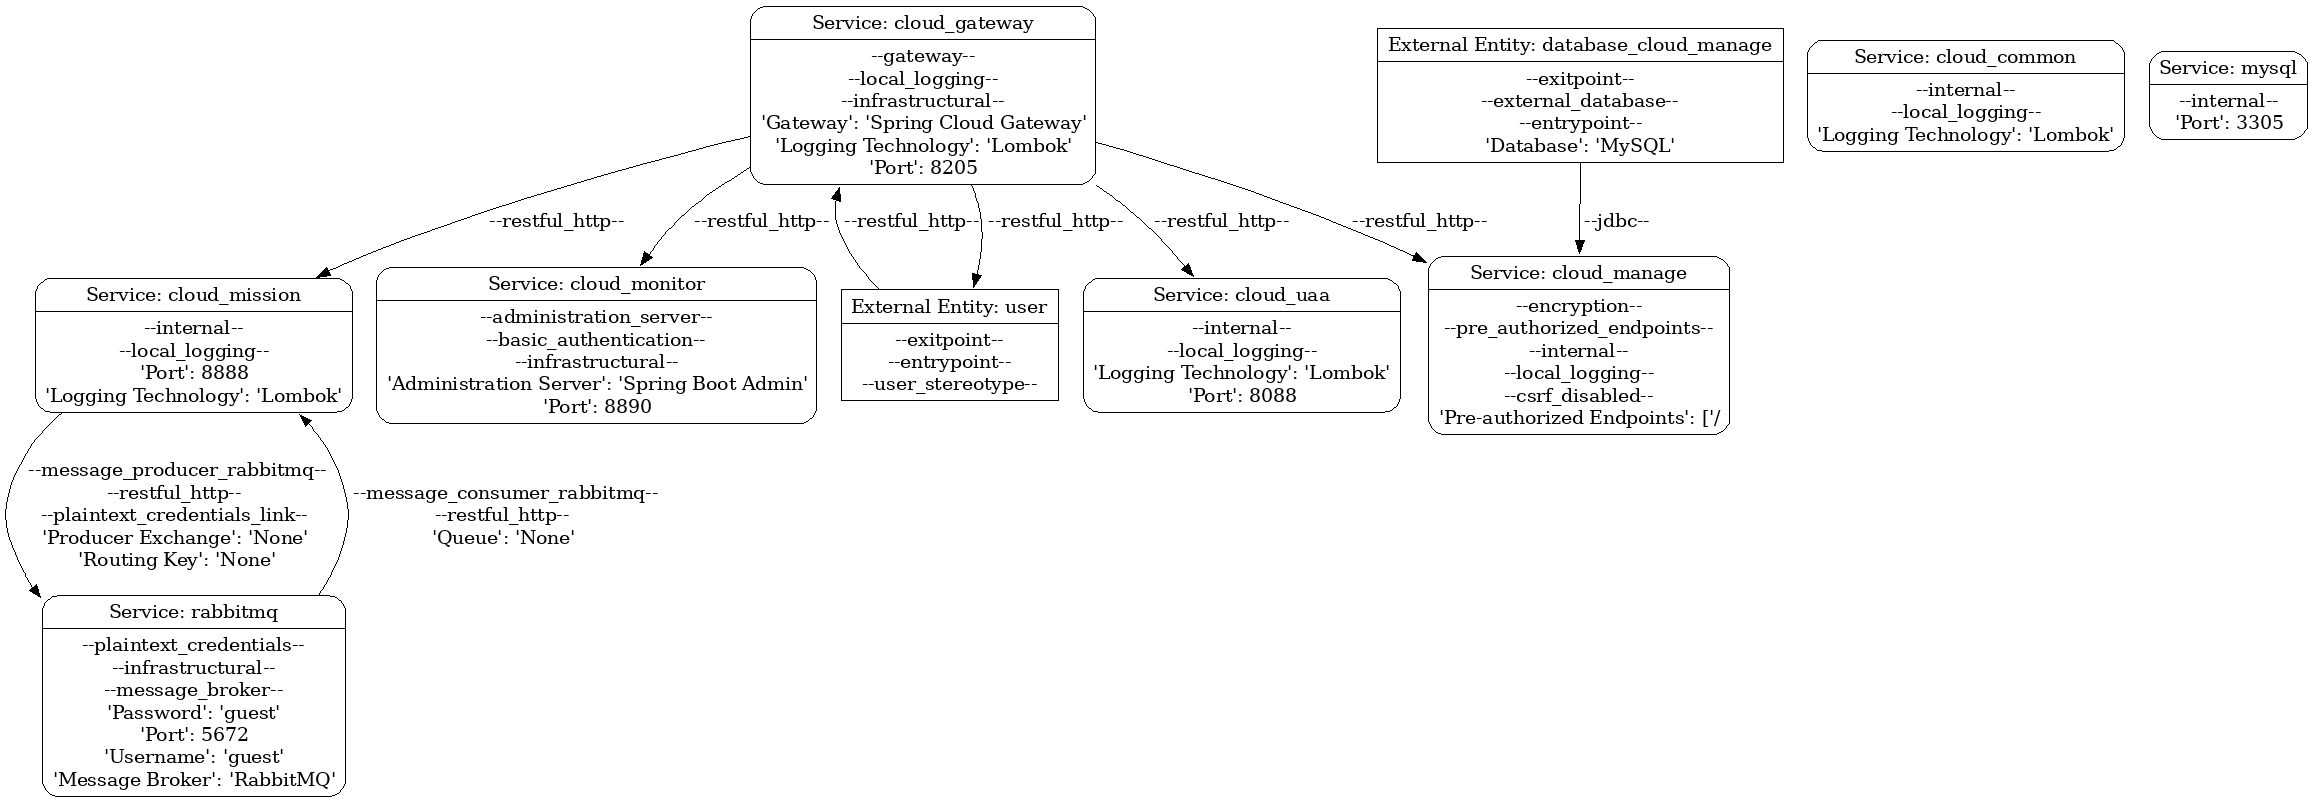 Service: cloud_gateway
--gateway--
--local_logging--
--infrastructural--
'Gateway': 'Spring Cloud Gateway'
'Logging Technology': 'Lombok'
'Port': 8205
External Entity: database_cloud_manage
--exitpoint--
--external_database--
--entrypoint--
'Database': 'MySQL'
Service: cloud_common
--internal--
--local_logging--
'Logging Technology': 'Lombok'
Service: mysql
--internal--
'Port': 3305
--restful_http--
--restful_http--
--restful_http--
--restful_http--
--restful_http--
--restful_http--
--jdbc--
Service: cloud_mission
--internal--
--local_logging--
'Port': 8888
'Logging Technology': 'Lombok'
Service: cloud_monitor
--administration_server--
--basic_authentication--
--infrastructural--
'Administration Server': 'Spring Boot Admin'
'Port': 8890
External Entity: user
--exitpoint--
--entrypoint--
--user_stereotype--
Service: cloud_uaa
--internal--
--local_logging--
'Logging Technology': 'Lombok'
'Port': 8088
Service: cloud_manage
--encryption--
--pre_authorized_endpoints--
--internal--
--local_logging--
--csrf_disabled--
'Pre-authorized Endpoints': ['/
--message_producer_rabbitmq--
--restful_http--
--plaintext_credentials_link--
'Producer Exchange': 'None'
'Routing Key': 'None'
--message_consumer_rabbitmq--
--restful_http--
'Queue': 'None'
Service: rabbitmq
--plaintext_credentials--
--infrastructural--
--message_broker--
'Password': 'guest'
'Port': 5672
'Username': 'guest'
'Message Broker': 'RabbitMQ'